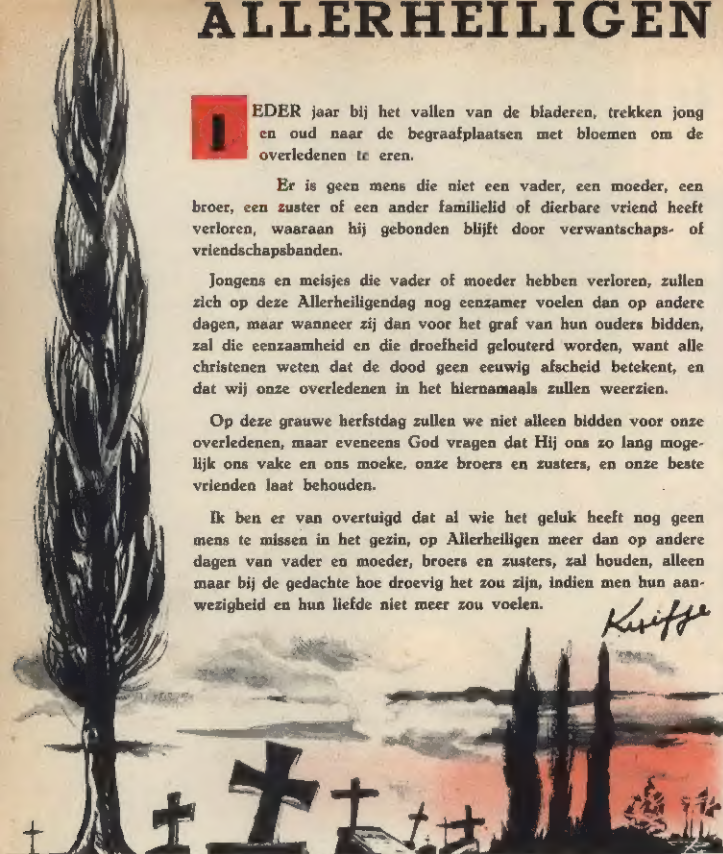 ALLERHEILIGEN
IEDER jaar bij het vallen van de bladeren, trekken jong
en oud naar de begraafplaatsen met bloemen om de
overledenen te eren.
Er is geen mens die niet een vader, een moeder, een
broer, een zuster of een ander familielid of dierbare vriend heeft
verloren, waaraan hij gebonden blijft door verwantschaps- of
vriendschapsbanden.
Jongens en meisjes die vader of moeder hebben verloren, zullen
zich op deze Allerheiligendag nog eenzamer voelen dan op andere
dagen, maar wanneer zij dan voor het graf van hun ouders bidden,
zal die eenzaamheid en die droefheid gelouterd worden, want alle
christenen weten dat de dood geen eeuwig afscheid betekent, en
dat wij onze overledenen in het hiernamaals zullen weerzien.
Op deze grauwe herfstdag zullen we niet alleen bidden voor onze
overledenen, maar eveneens God vragen dat Hij ons zo lang moge-
lijk ons vake en ons moeke, onze broers en zusters, en onze beste
vrienden laat behouden.
Ik ben er van overtuigd dat al wie het geluk heeft nog geen
mens te missen in het gezin, op Allerheiligen meer dan op andere
dagen van vader en moeder, broers en zusters, zal houden, alleen
maar bij de gedachte hoe droevig het zou zijn, indien men hun aan-
wezigheid en hun liefde niet meer zou voelen.